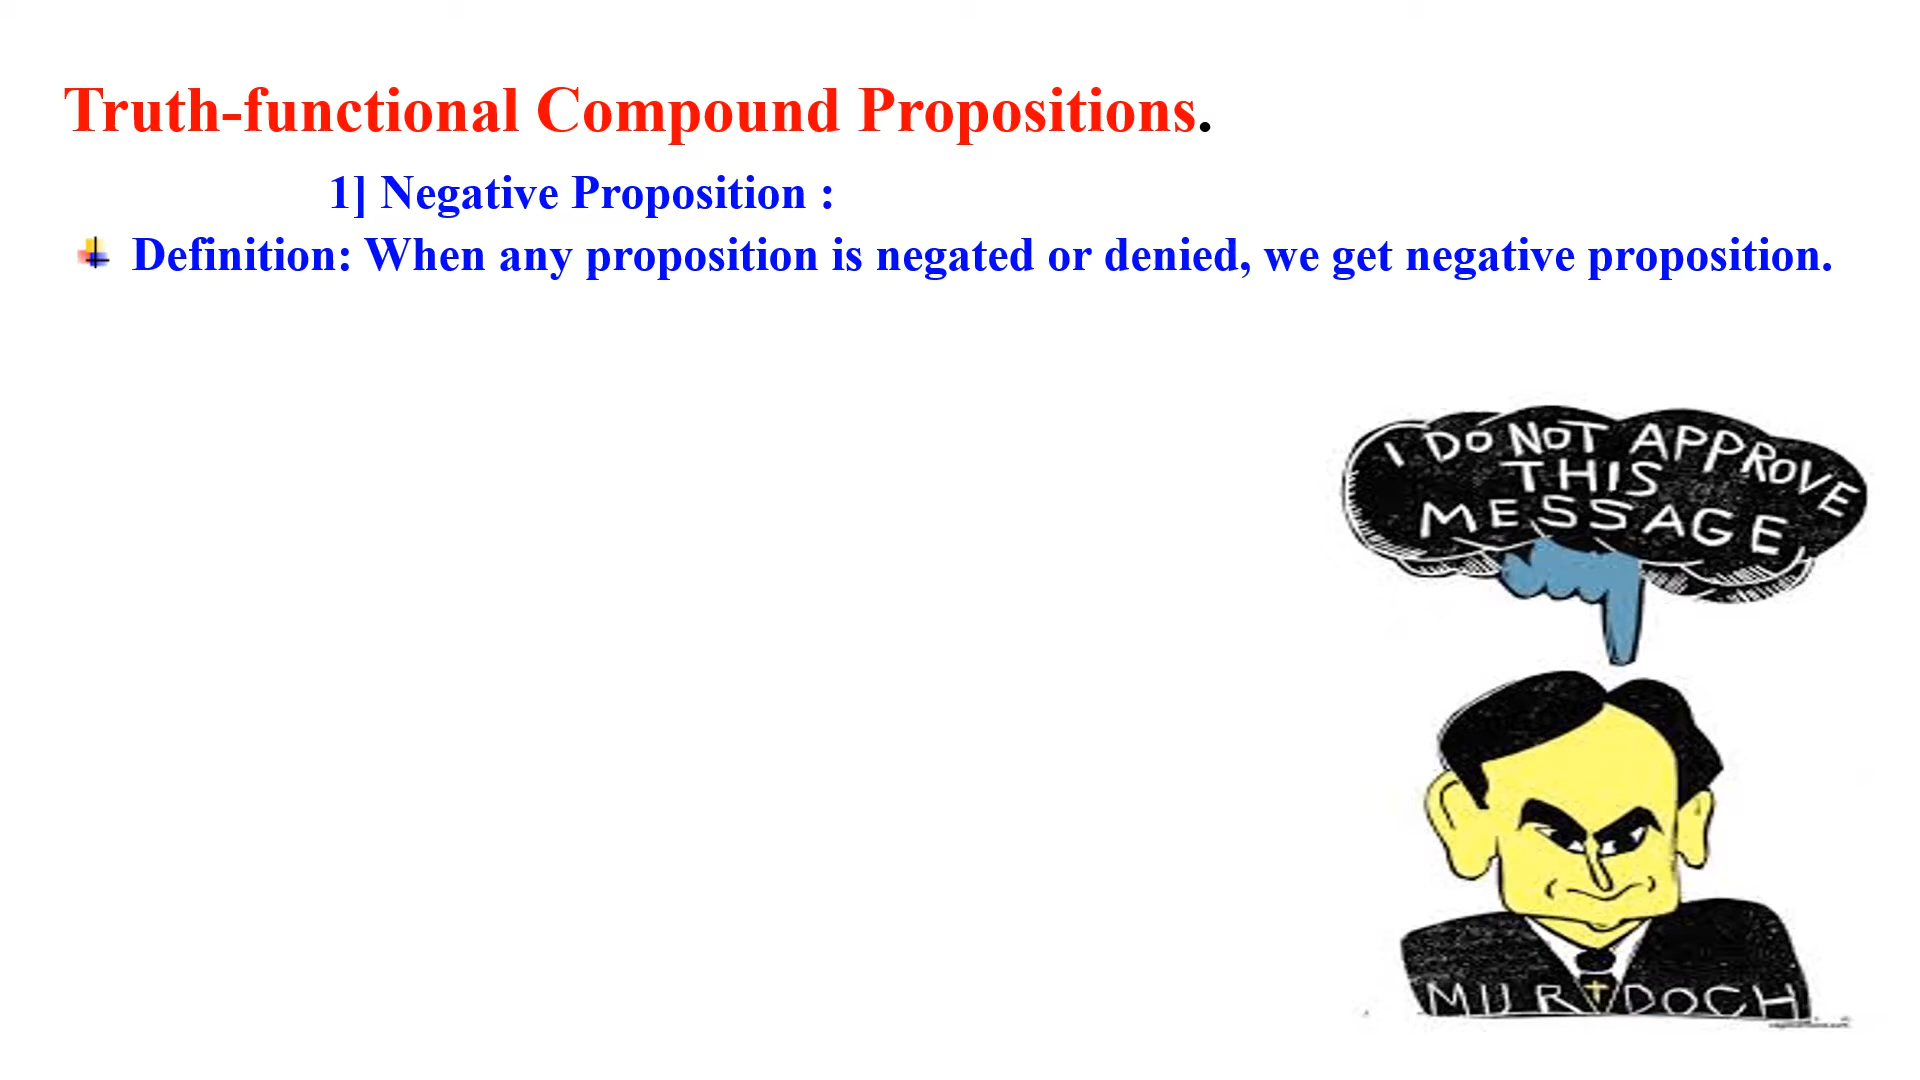 Truth-functional Compound Propositions.
1] Negative Proposition :
Definition: When any proposition is negated or denied, we get negative proposition.
I DO NOT APPROVE
THIS
MESSAGE
MURDOCH